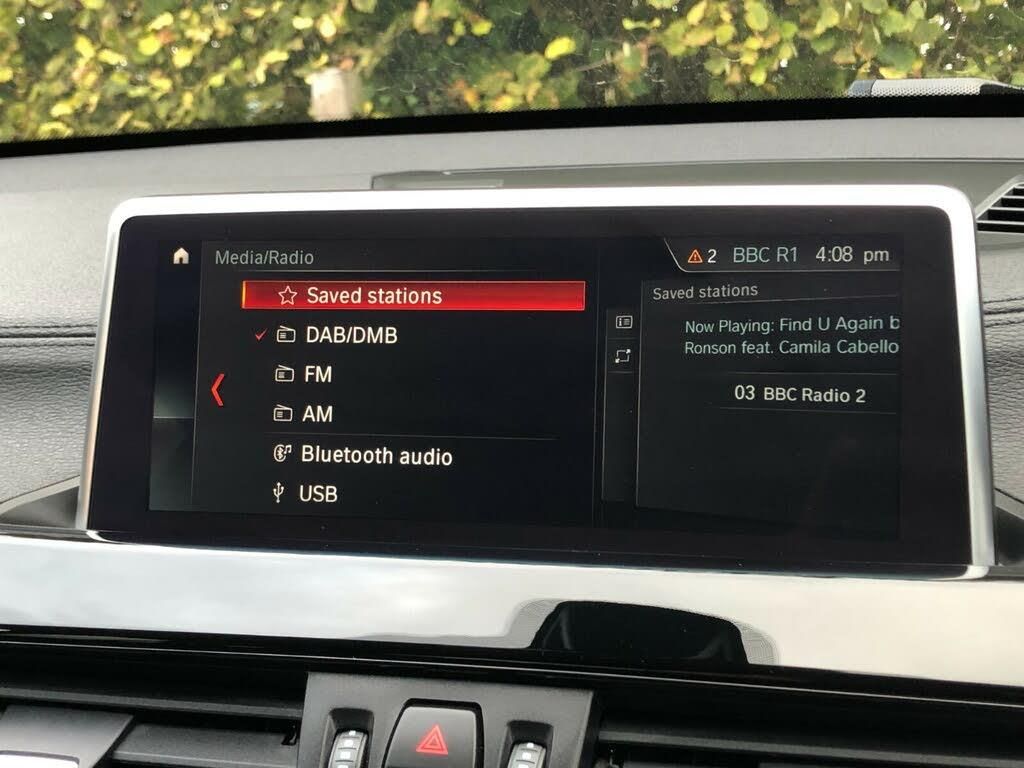 Media/Radio
Saved stations
DAB/DMB
FM
AM
Bluetooth audio
USB
2 BBC R1 4:08 pm
Saved stations
Now Playing: Find U Again b
Ronson feat. Camila Cabello
03 BBC Radio 2